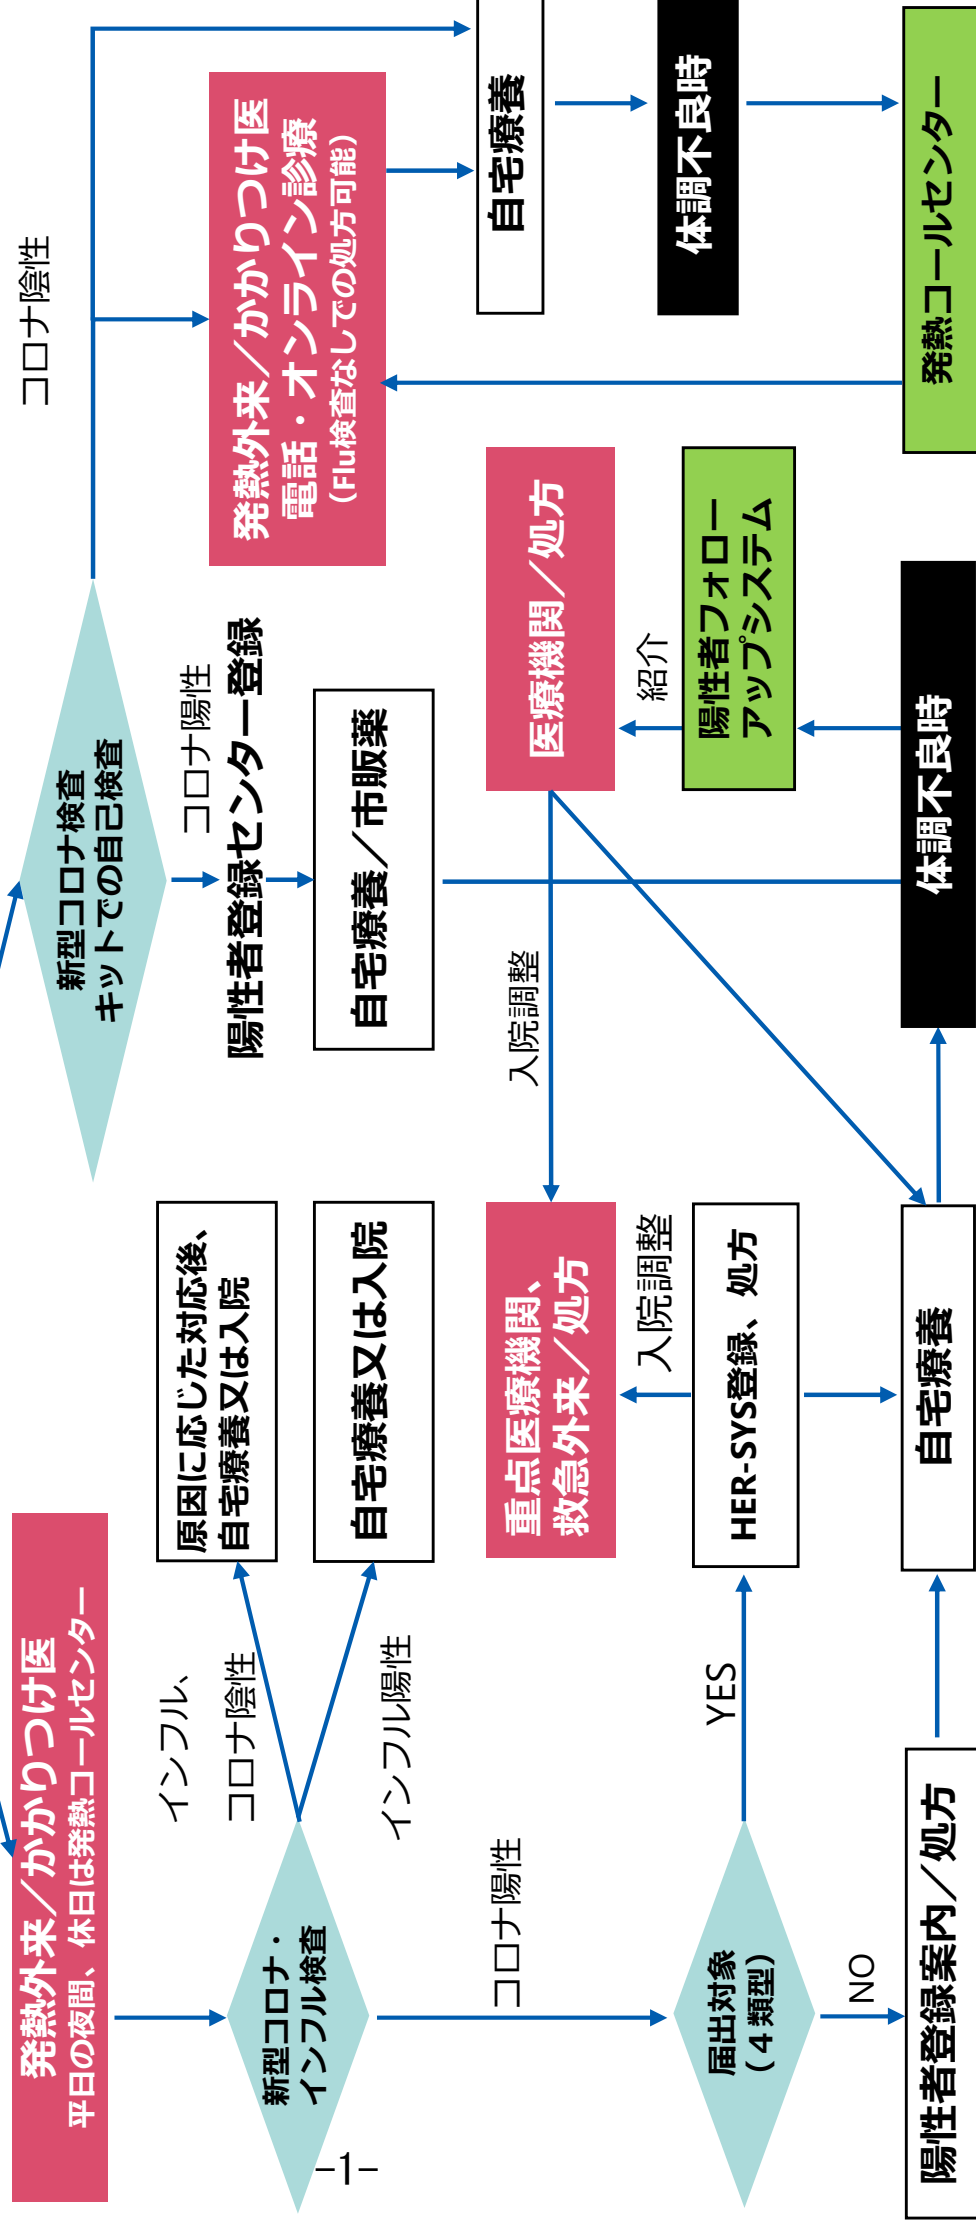 発熱外来／かかりつけ医
平日の夜間、休日は発熱コールセンター
新型コロナ・
インフル検査
インフル、
コロナ陰性
原因に応じた対応後、
自宅療養又は入院
インフル陽性
自宅療養又は入院
コロナ陽性
届出対象
（４類型）
YES
HER-SYS登録、処方
入院調整
重点医療機関、
救急外来／処方
NO
陽性者登録案内／処方
自宅療養
新型コロナ検査
キットでの自己検査
コロナ陽性
陽性者登録センター登録
自宅療養／市販薬
入院調整
医療機関／処方
紹介
陽性者フォロー
アップシステム
体調不良時
コロナ陰性
発熱外来／かかりつけ医
電話・オンライン診療
（Flu検査なしでの処方可能）
自宅療養
体調不良時
発熱コールセンター
-1-